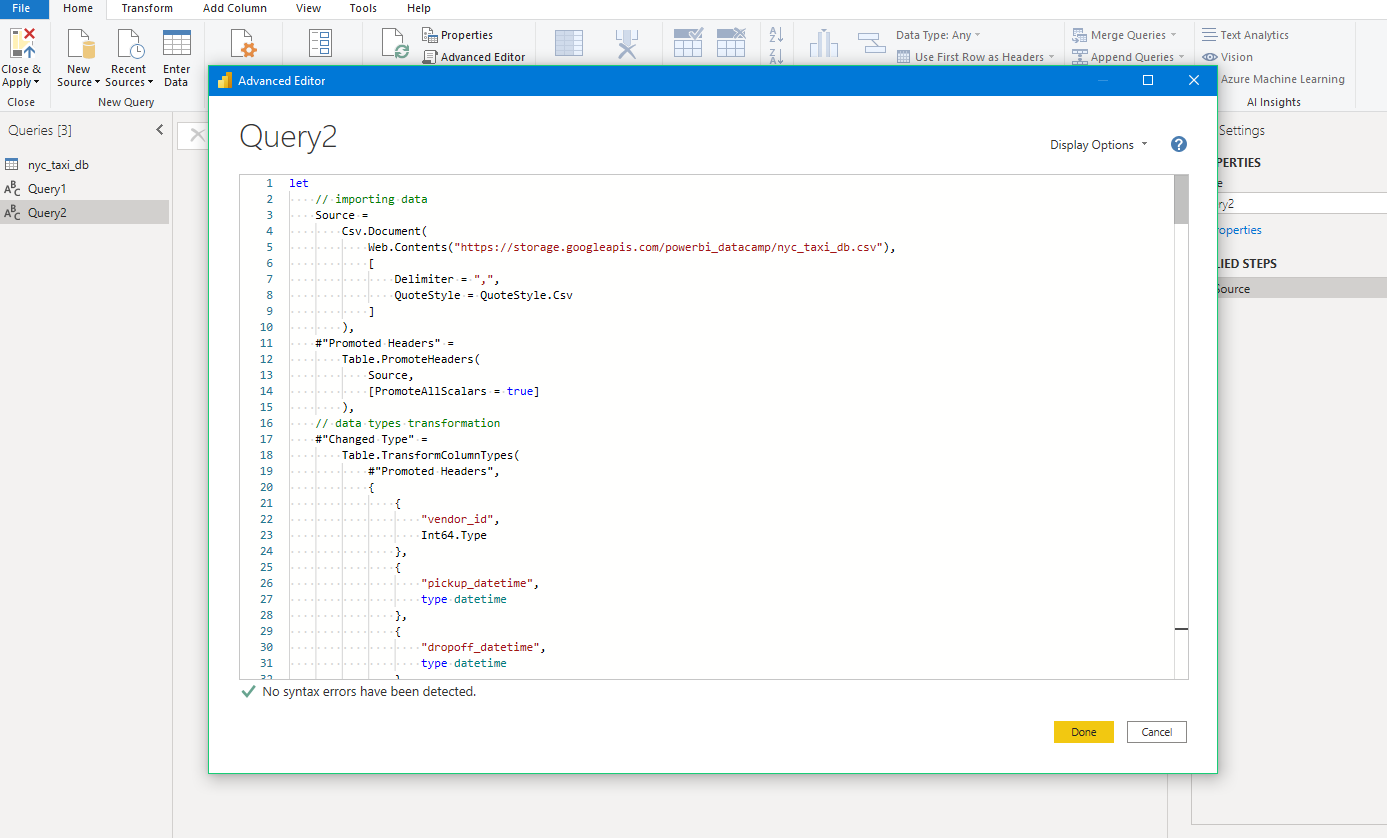 File Home Transform Add Column View Tools Help
Close & Apply
New Source
Recent Sources
Enter Data
Properties
Advanced Editor
Data Type: Any
Use First Row as Headers
Merge Queries
Append Queries
Text Analytics
Vision
Azure Machine Learning
Close
New Query
AI Insights
Queries [3]
nyc_taxi_db
Query1
Query2
Advanced Editor
Query2
Display Options
?
1 let
2 // importing data
3 Source =
4 Csv.Document(
5 Web.Contents("https://storage.googleapis.com/powerbi_datacamp/nyc_taxi_db.csv"),
6 [
7 Delimiter = ",",
8 QuoteStyle = QuoteStyle.Csv
9 ]
10 ),
11 #"Promoted Headers" =
12 Table.PromoteHeaders(
13 Source,
14 [PromoteAllScalars = true]
15 ),
16 // data types transformation
17 #"Changed Type" =
18 Table.TransformColumnTypes(
19 #"Promoted Headers",
20 {
21 {
22 "vendor_id",
23 Int64.Type
24 },
25 {
26 "pickup_datetime",
27 type datetime
28 },
29 {
30 "dropoff_datetime",
31 type datetime
No syntax errors have been detected.
Done
Cancel
Settings
PERTIES
ry2
roperties
LIED STEPS
Source